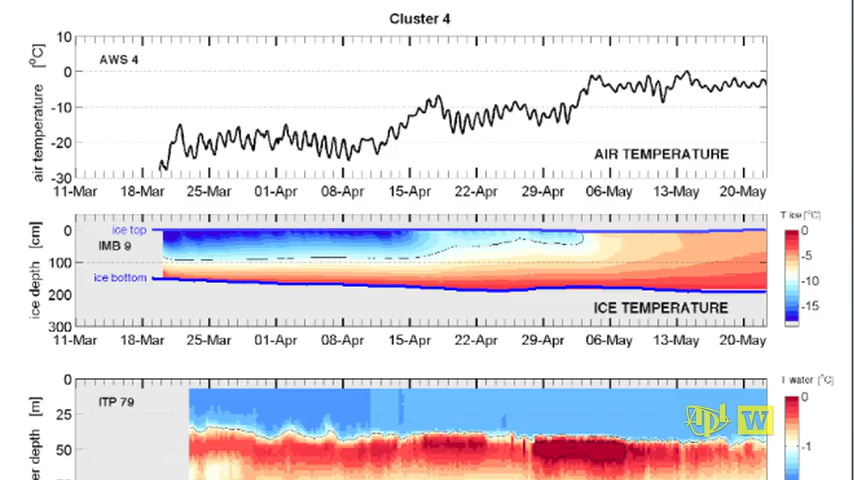 Cluster 4
10
0
-10
-20
-30
air temperature [°C]
AWS 4
AIR TEMPERATURE
11-Mar 18-Mar 25-Mar 01-Apr 08-Apr 15-Apr 22-Apr 29-Apr 06-May 13-May 20-May
0
100
200
300
ice depth [cm]
ice top
IMB 9
ice bottom
ICE TEMPERATURE
T ice [°C]
0
-5
-10
-15
11-Mar 18-Mar 25-Mar 01-Apr 08-Apr 15-Apr 22-Apr 29-Apr 06-May 13-May 20-May
0
25
50
depth [m]
ITP 79
T water [°C]
0
-1
apl W